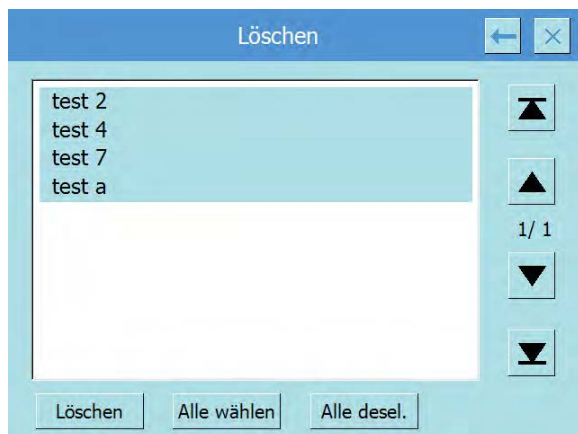 Löschen
test 2
test 4
test 7
test a
1/ 1
Löschen
Alle wählen
Alle desel.